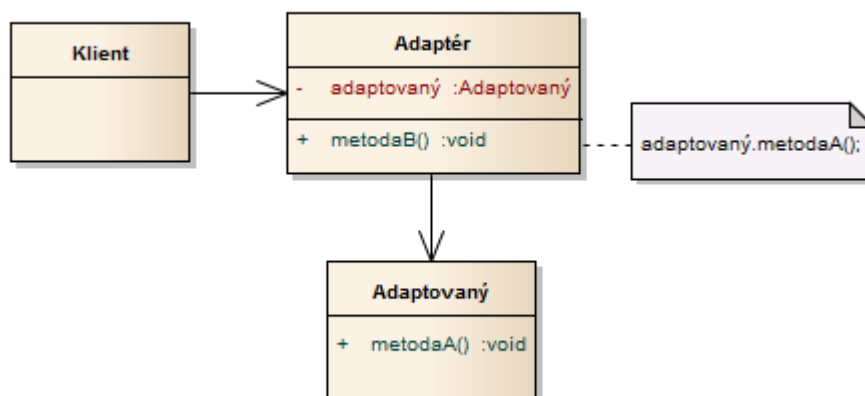 Klient
Adaptér
- adaptovaný :Adaptovaný
+ metodaB() :void
adaptovaný.metodaA();
Adaptovaný
+ metodaA() :void